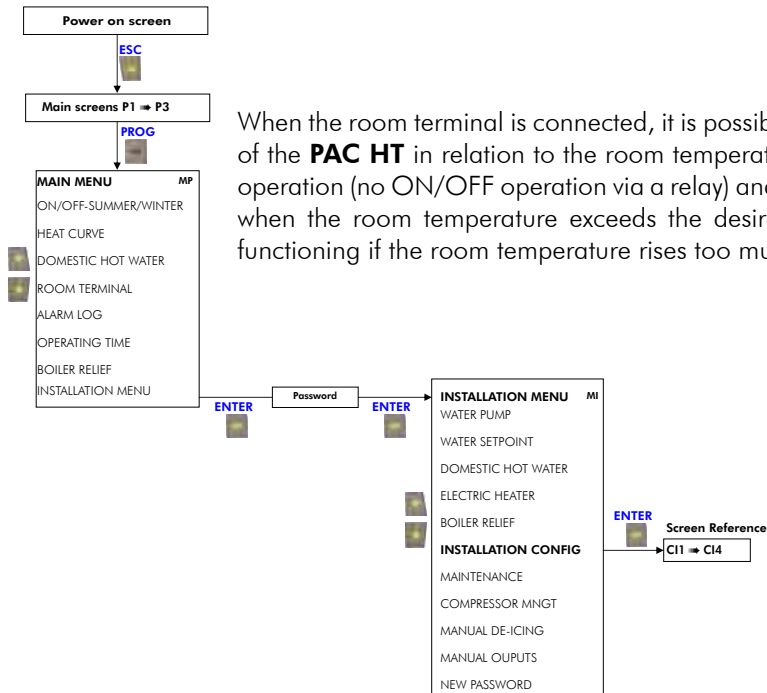 Power on screen
ESC
Main screens P1 ➟ P3
PROG
When the room terminal is connected, it is possib
of the PAC HT in relation to the room temperat
operation (no ON/OFF operation via a relay) and
when the room temperature exceeds the desir
functioning if the room temperature rises too mu
MAIN MENU MP
ON/OFF-SUMMER/WINTER
HEAT CURVE
DOMESTIC HOT WATER
ROOM TERMINAL
ALARM LOG
OPERATING TIME
BOILER RELIEF
INSTALLATION MENU
ENTER
Password
ENTER
INSTALLATION MENU MI
WATER PUMP
WATER SETPOINT
DOMESTIC HOT WATER
ELECTRIC HEATER
BOILER RELIEF
INSTALLATION CONFIG
MAINTENANCE
COMPRESSOR MNGT
MANUAL DE-ICING
MANUAL OUPUTS
NEW PASSWORD
ENTER
Screen Reference
CI1 ➟ CI4